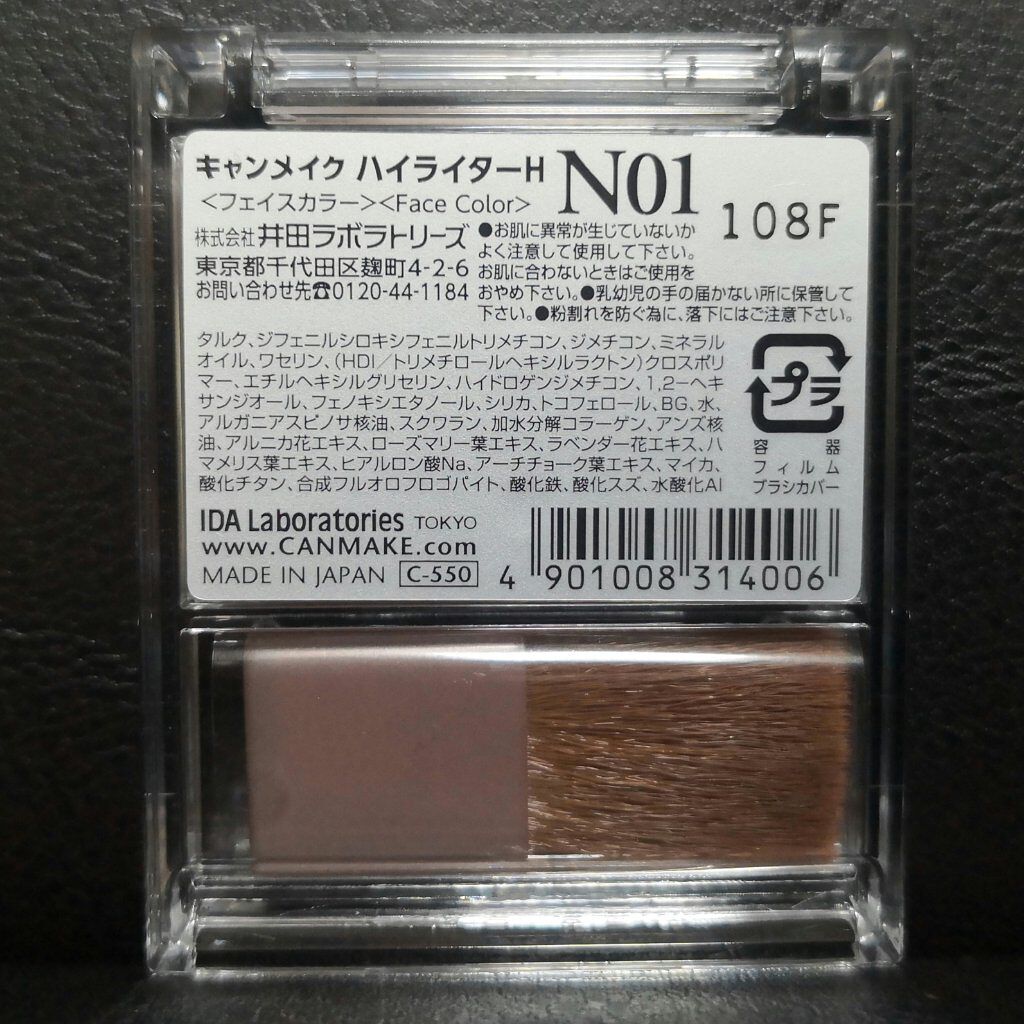 キャンメイク ハイライターH N01
<フェイスカラー><Face Color>
108F
株式会社 井田ラボラトリーズ
東京都千代田区麹町4-2-6
お問い合わせ先☎0120-44-1184
●お肌に異常が生じていないか
よく注意して使用して下さい。
お肌に合わないときはご使用を
おやめ下さい。●乳幼児の手の届かない所に保管して
下さい。●粉割れを防ぐ為に、落下にはご注意下さい。
タルク、ジフェニルシロキシフェニルトリメチコン、ジメチコン、ミネラル
オイル、ワセリン、(HDI/トリメチロールヘキシルラクトン)クロスポリ
マー、エチルヘキシルグリセリン、ハイドロゲンジメチコン、1,2-ヘキ
サンジオール、フェノキシエタノール、シリカ、トコフェロール、BG、水、
アルガニアスピノサ核油、スクワラン、加水分解コラーゲン、アンズ核
油、アルニカ花エキス、ローズマリー葉エキス、ラベンダー花エキス、ハ
マメリス葉エキス、ヒアルロン酸Na、アーチチョーク葉エキス、マイカ、
酸化チタン、合成フルオロフロゴパイト、酸化鉄、酸化スズ、水酸化Al
プラ
容器
フィルム
ブラシカバー
IDA Laboratories TOKYO
www.CANMAKE.com
MADE IN JAPAN C-550
4 901008 314006